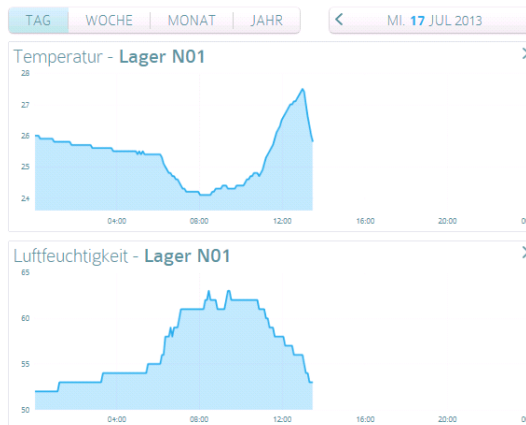 TAG WOCHE MONAT JAHR < MI. 17 JUL 2013
Temperatur - Lager N01
28
27
26
25
24
04:00 08:00 12:00 16:00 20:00
Luftfeuchtigkeit - Lager N01
65
60
55
50
04:00 08:00 12:00 16:00 20:00